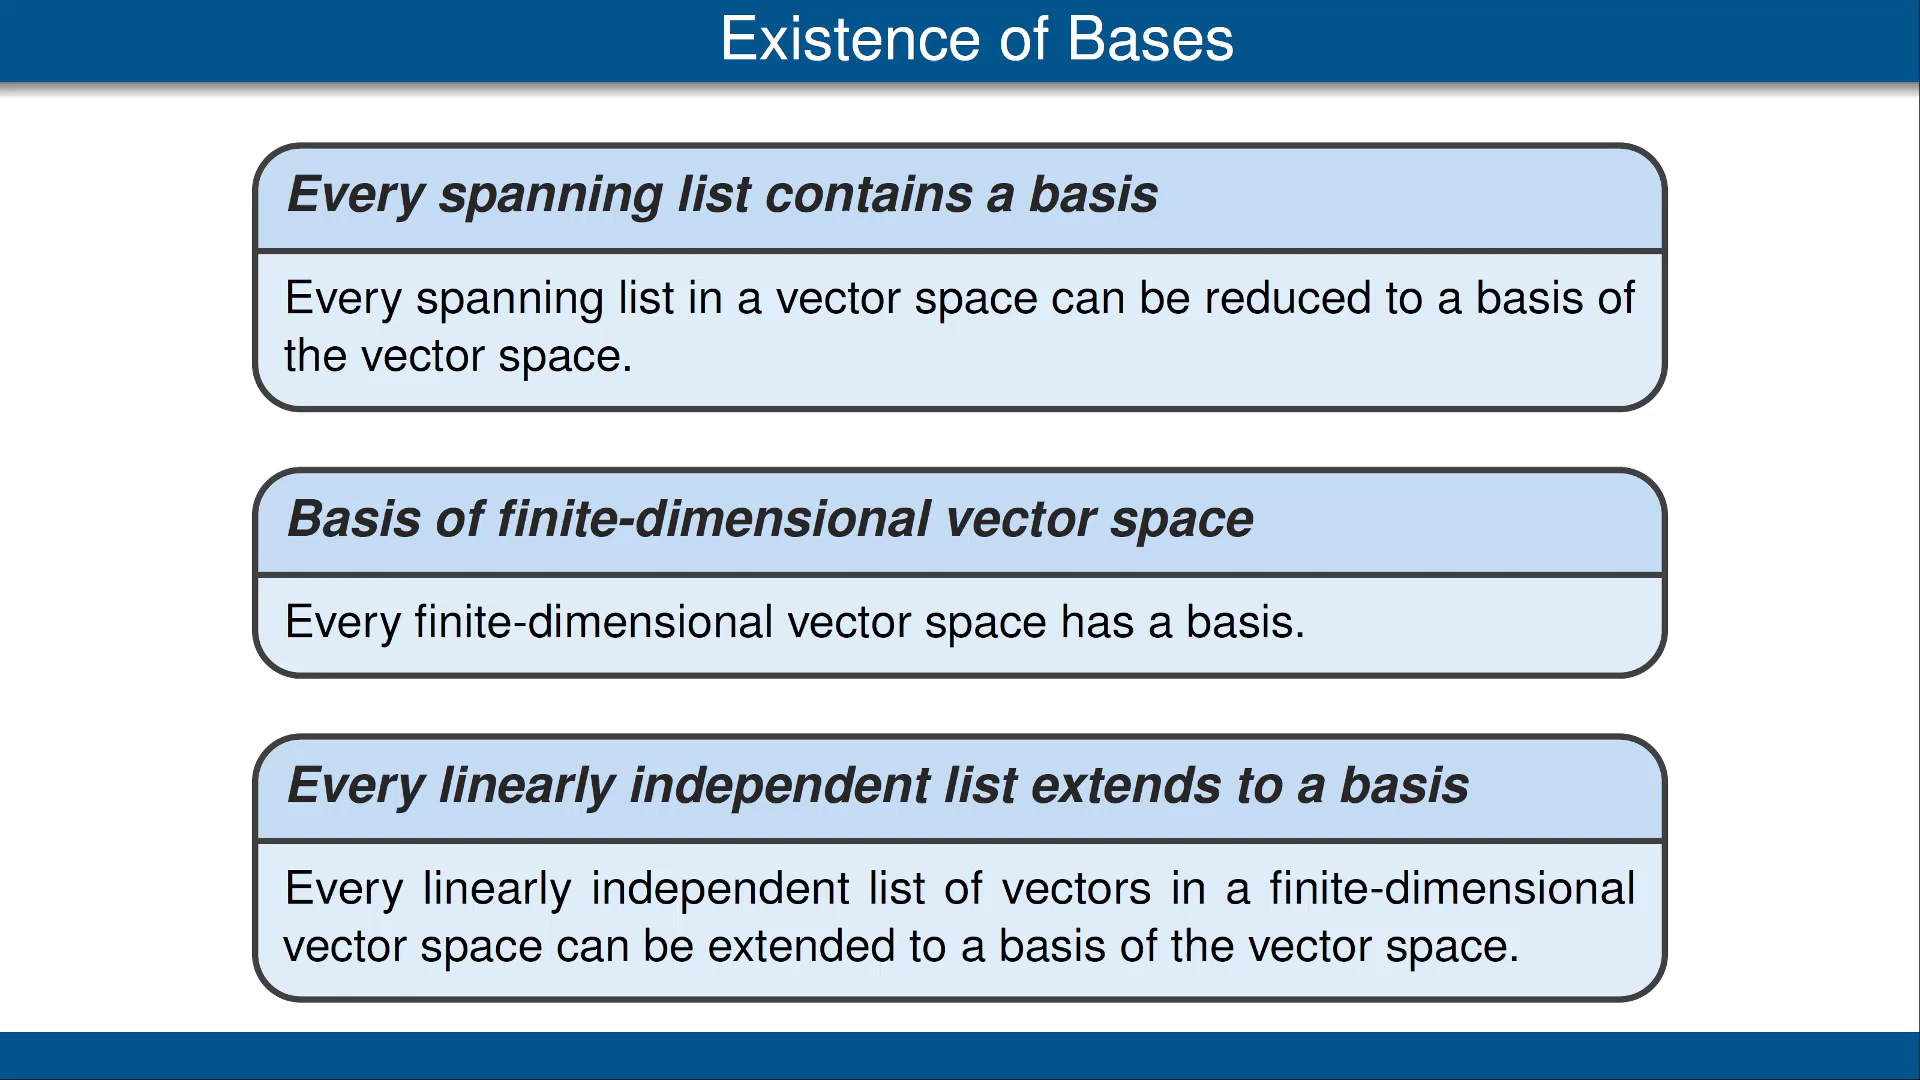 Existence of Bases
Every spanning list contains a basis
Every spanning list in a vector space can be reduced to a basis of
the vector space.
Basis of finite-dimensional vector space
Every finite-dimensional vector space has a basis.
Every linearly independent list extends to a basis
Every linearly independent list of vectors in a finite-dimensional
vector space can be extended to a basis of the vector space.